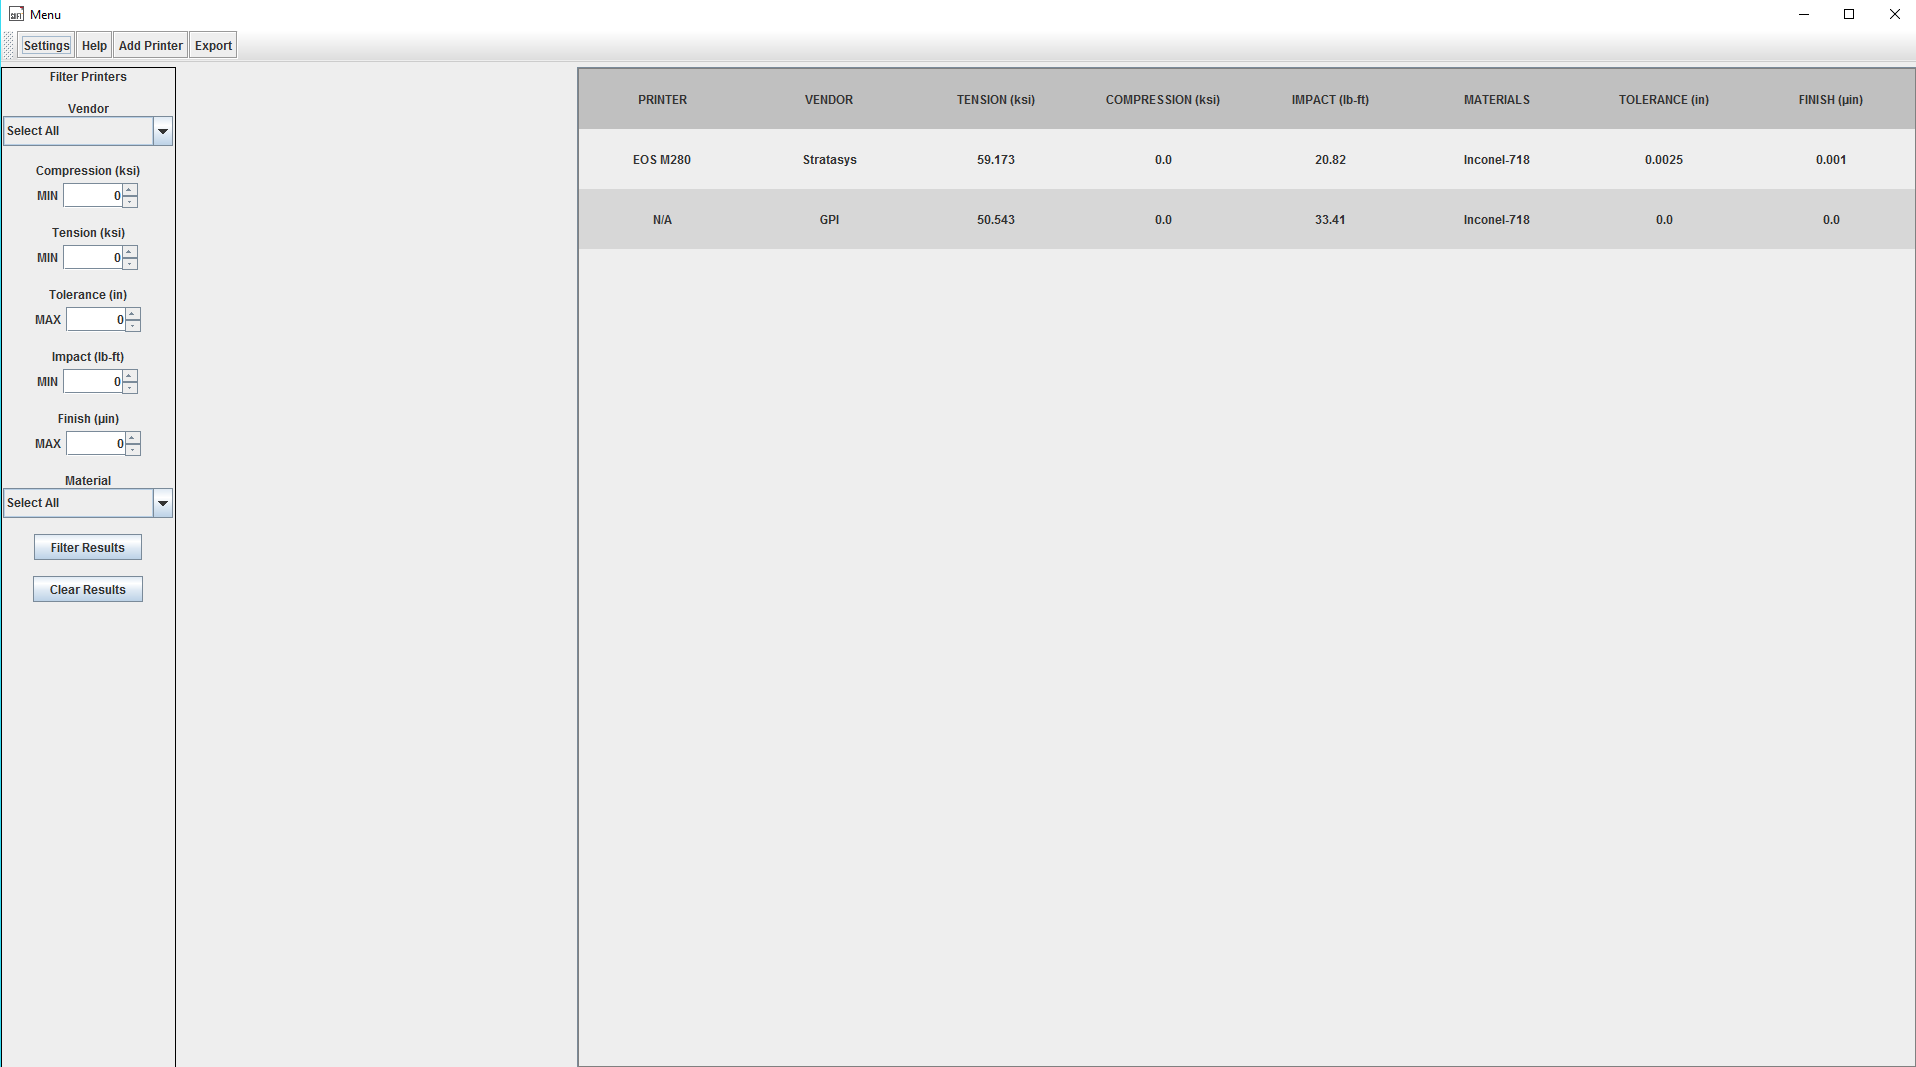 Menu
Settings Help Add Printer Export
Filter Printers
Vendor
Select All
Compression (ksi)
MIN 0
Tension (ksi)
MIN 0
Tolerance (in)
MAX 0
Impact (lb-ft)
MIN 0
Finish (µin)
MAX 0
Material
Select All
Filter Results
Clear Results
PRINTER VENDOR TENSION (ksi) COMPRESSION (ksi) IMPACT (lb-ft) MATERIALS TOLERANCE (in) FINISH (µin)
EOS M280 Stratasys 59.173 0.0 20.82 Inconel-718 0.0025 0.001
N/A GPI 50.543 0.0 33.41 Inconel-718 0.0 0.0